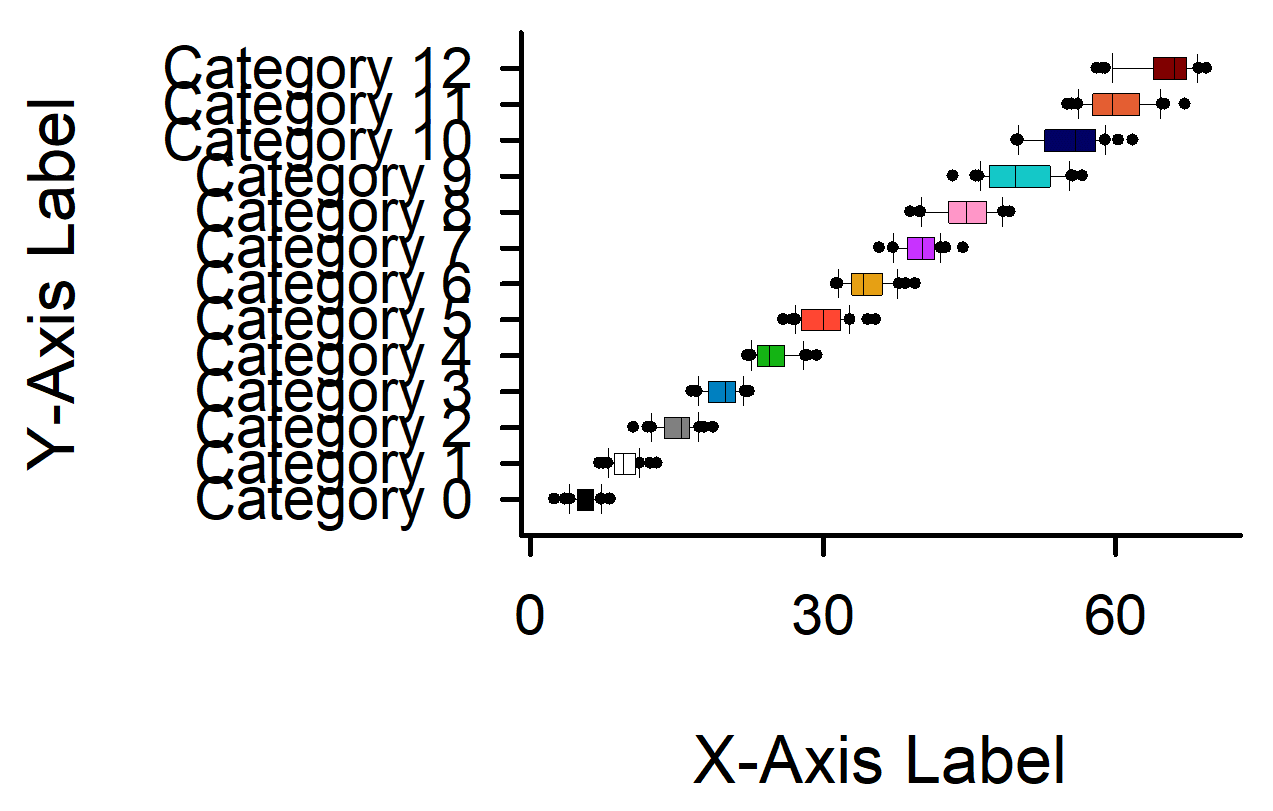 Y-Axis Label
Category 12
Category 11
Category 10
Category 9
Category 8
Category 7
Category 6
Category 5
Category 4
Category 3
Category 2
Category 1
Category 0
0 30 60
X-Axis Label